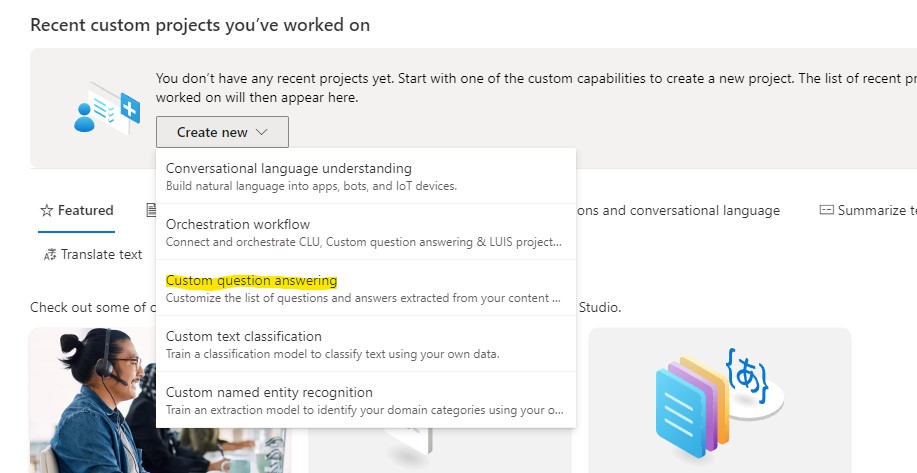 Recent custom projects you’ve worked on
You don’t have any recent projects yet. Start with one of the custom capabilities to create a new project. The list of recent
worked on will then appear here.
Create new
Conversational language understanding
Build natural language into apps, bots, and IoT devices.
Orchestration workflow
Connect and orchestrate CLU, Custom question answering & LUIS project...
Custom question answering
Customize the list of questions and answers extracted from your content ...
Custom text classification
Train a classification model to classify text using your own data.
Custom named entity recognition
Train an extraction model to identify your domain categories using your o...
Featured
and conversational language
Summarize
Translate text
Check out some of
Studio.
{あ}